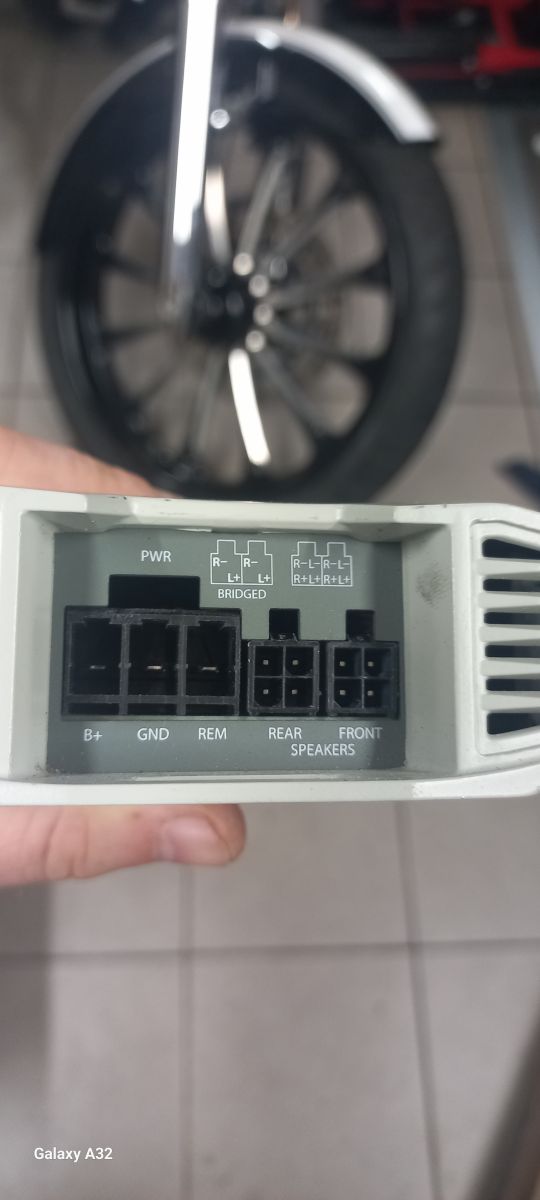 PWR
R- R-
L+ L+
BRIDGED
R- L- R- L-
R+ L+ R+ L+
B+ GND REM REAR FRONT
SPEAKERS
Galaxy A32